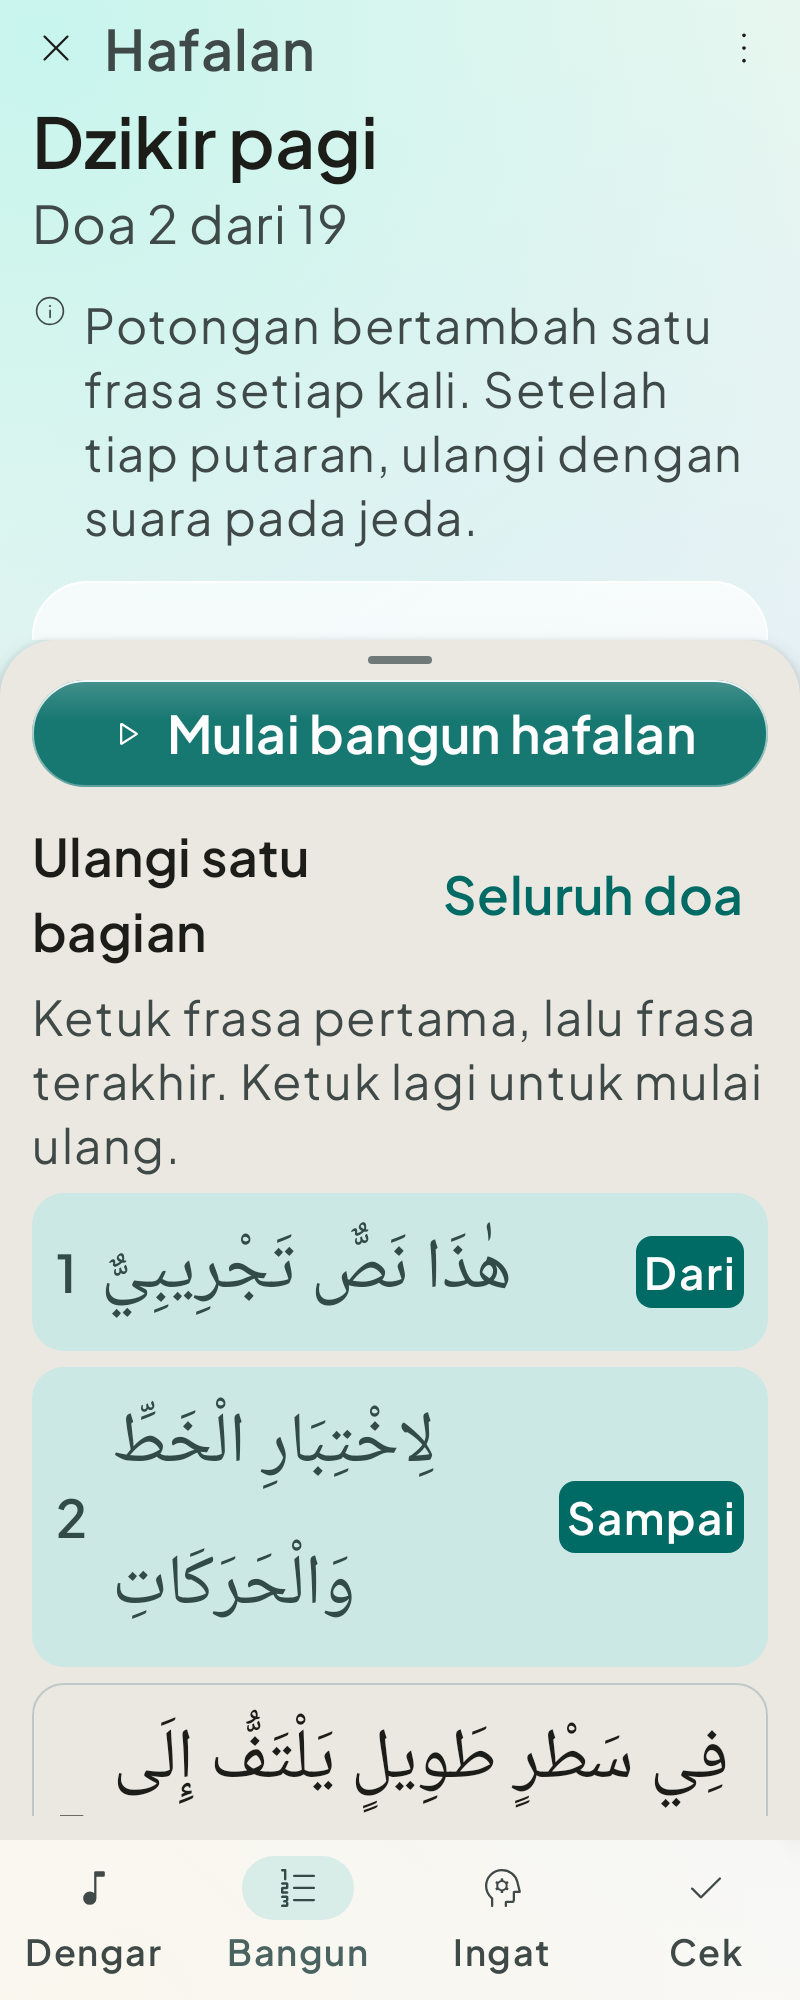 Hafalan
Dzikir pagi
Doa 2 dari 19
Potongan bertambah satu
frasa setiap kali. Setelah
tiap putaran, ulangi dengan
suara pada jeda.
Mulai bangun hafalan
Ulangi satu
bagian
Seluruh doa
Ketuk frasa pertama, lalu frasa
terakhir. Ketuk lagi untuk mulai
ulang.
1 هٰذَا نَصٌّ تَجْرِيبِيٌّ Dari
لِاخْتِبَارِ الْخَطِّ
2 Sampai
وَالْحَرَكَاتِ
فِي سَطْرٍ طَوِيلٍ يَلْتَفُّ إِلَى
Dengar Bangun Ingat Cek